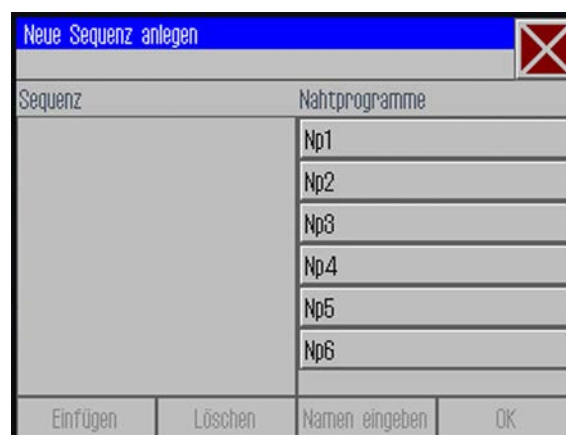 Neue Sequenz anlegen
Sequenz Nahtprogramme
Np1
Np2
Np3
Np4
Np5
Np6
Einfügen Löschen Namen eingeben OK